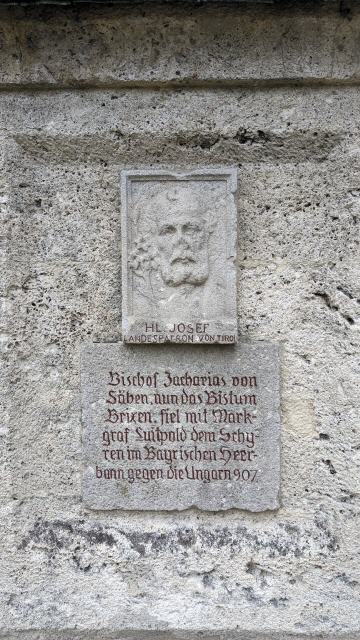 HL. JOSEF
LANDESPATRON VON TIROL
Bischof Zacharias von
Säben, nun das Bistum
Brixen, fiel mit Mark-
graf Luitpold dem Schy-
ren im Bayrischen Heer-
bann gegen die Ungarn 907.